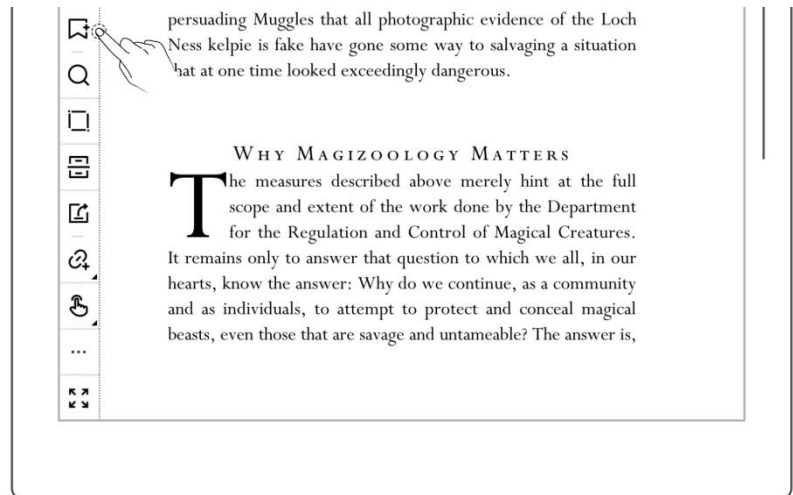 persuading Muggles that all photographic evidence of the Loch
Ness kelpie is fake have gone some way to salvaging a situation
hat at one time looked exceedingly dangerous.
WHY MAGIZOOLOGY MATTERS
The measures described above merely hint at the full
scope and extent of the work done by the Department
for the Regulation and Control of Magical Creatures.
It remains only to answer that question to which we all, in our
hearts, know the answer: Why do we continue, as a community
and as individuals, to attempt to protect and conceal magical
beasts, even those that are savage and untameable? The answer is,